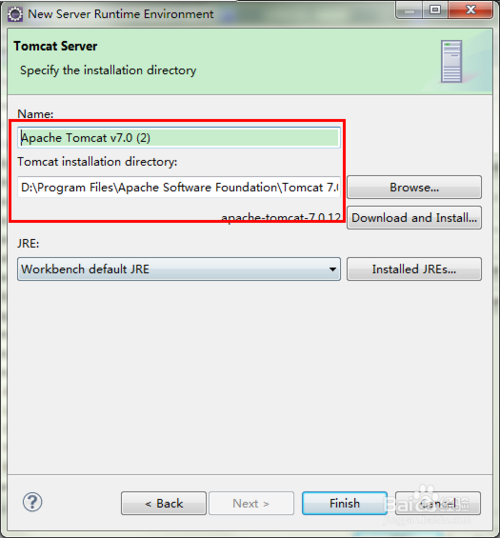 New Server Runtime Environment
Tomcat Server
Specify the installation directory
Name:
Apache Tomcat v7.0 (2)
Tomcat installation directory:
D:\Program Files\Apache Software Foundation\Tomcat 7.0
Browse...
apache-tomcat-7.0.12
Download and Install...
JRE:
Workbench default JRE
Installed JREs...
?
< Back
Next >
Finish
Cancel